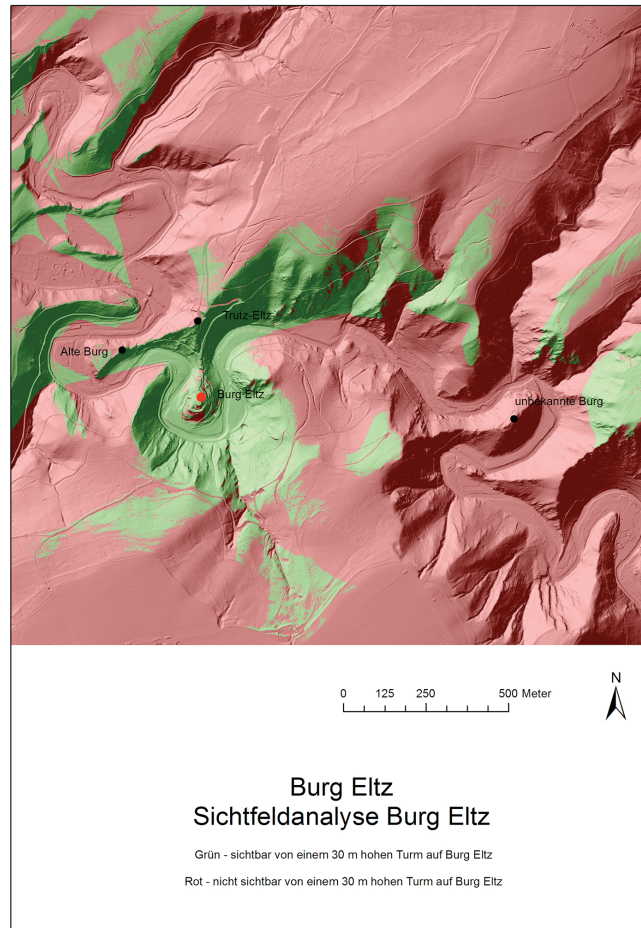 Trutz-Eltz
Alte Burg
Burg Eltz
unbekannte Burg
N
0 125 250 500 Meter
Burg Eltz
Sichtfeldanalyse Burg Eltz
Grün - sichtbar von einem 30 m hohen Turm auf Burg Eltz
Rot - nicht sichtbar von einem 30 m hohen Turm auf Burg Eltz